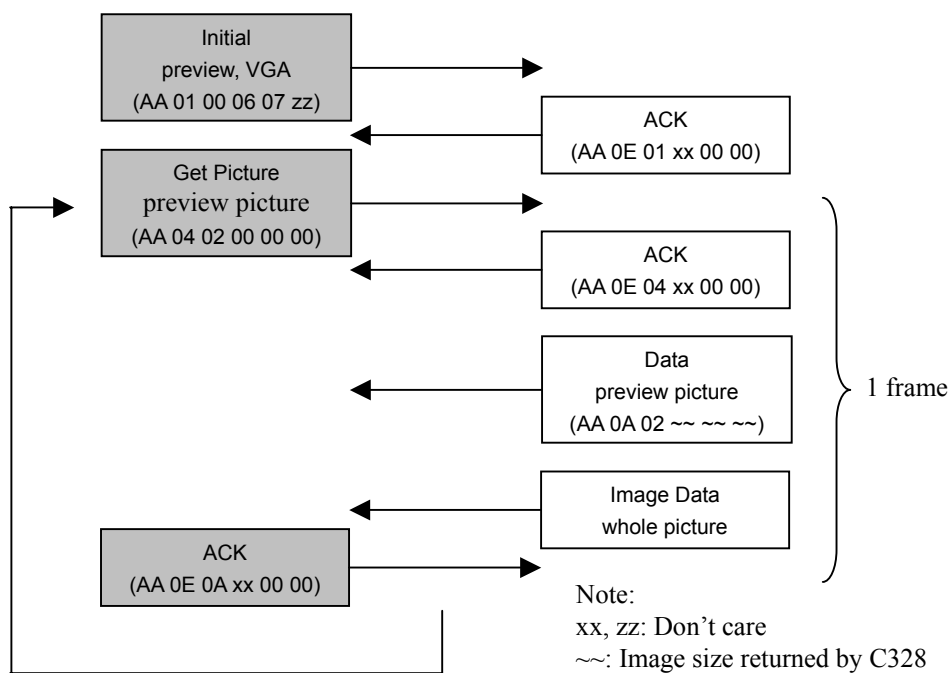 Initial
preview, VGA
(AA 01 00 06 07 zz)
ACK
(AA 0E 01 xx 00 00)
Get Picture
preview picture
(AA 04 02 00 00 00)
ACK
(AA 0E 04 xx 00 00)
Data
preview picture
(AA 0A 02 ~~ ~~ ~~)
1 frame
Image Data
whole picture
ACK
(AA 0E 0A xx 00 00)
Note:
xx, zz: Don’t care
~~: Image size returned by C328